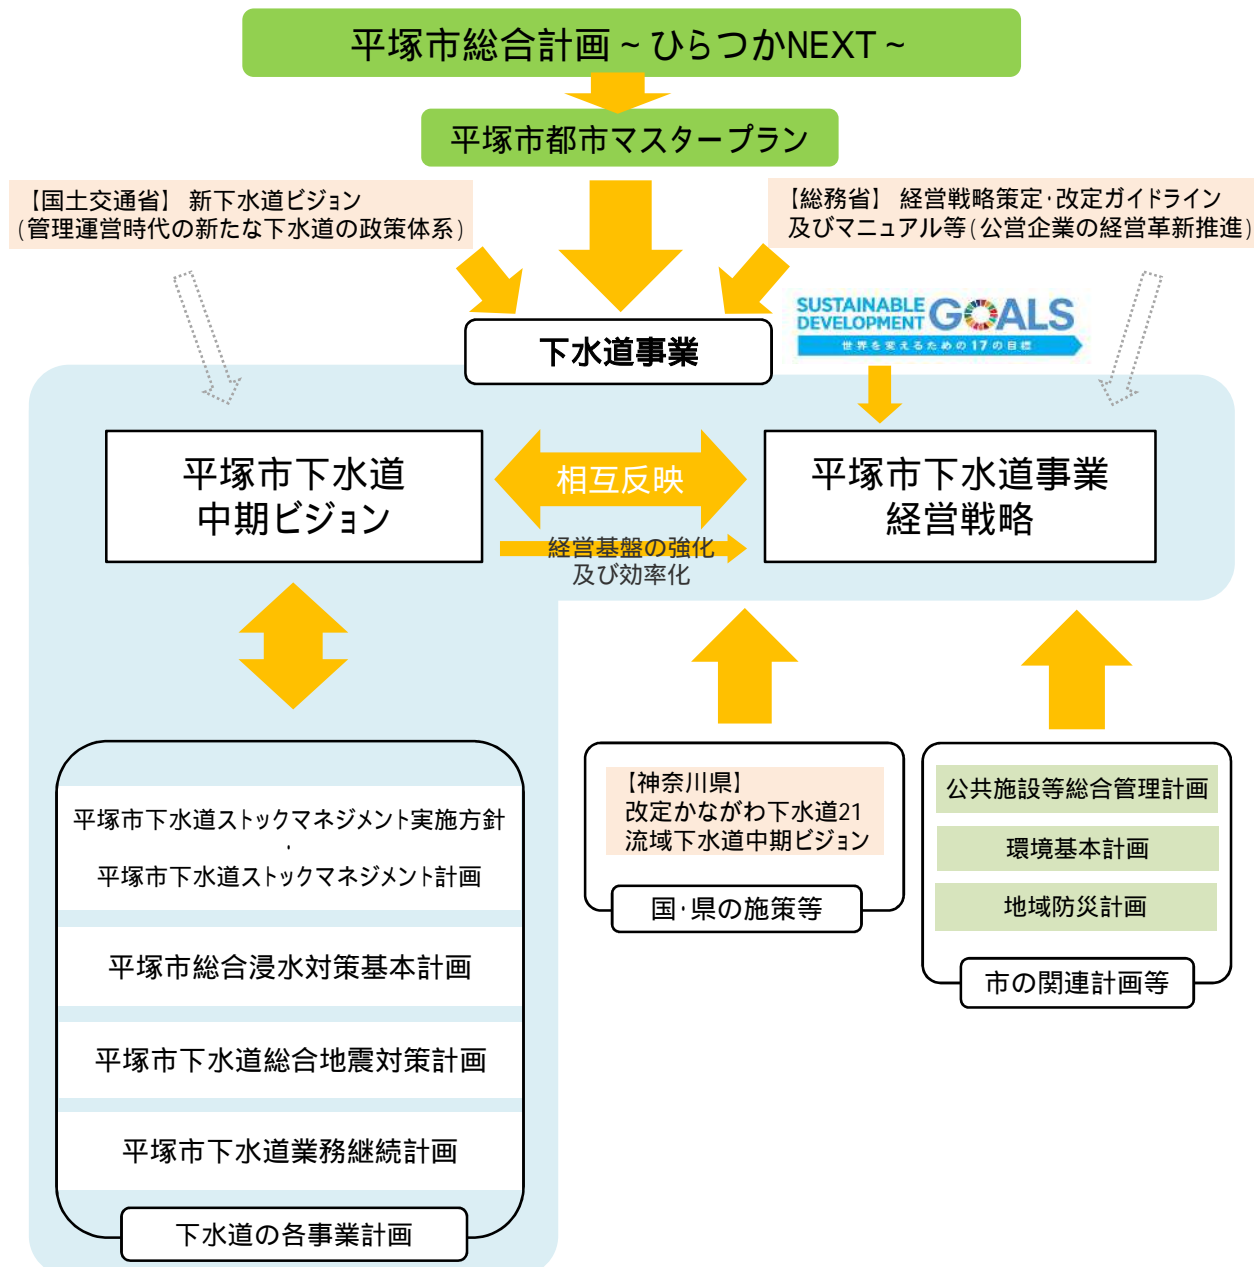 平塚市総合計画～ひらつかNEXT～
平塚市都市マスタープラン
【国土交通省】 新下水道ビジョン
(管理運営時代の新たな下水道の政策体系)
【総務省】 経営戦略策定·改定ガイドライン
及びマニュアル等(公営企業の経営革新推進)
SUSTAINABLE
DEVELOPMENT
GOALS
世界を変えるための17の目標
下水道事業
平塚市下水道
中期ビジョン
相互反映
経営基盤の強化
及び効率化
平塚市下水道事業
経営戦略
平塚市下水道ストックマネジメント実施方針
·
平塚市下水道ストックマネジメント計画
平塚市総合浸水対策基本計画
平塚市下水道総合地震対策計画
平塚市下水道業務継続計画
下水道の各事業計画
【神奈川県】
改定かながわ下水道21
流域下水道中期ビジョン
国·県の施策等
公共施設等総合管理計画
環境基本計画
地域防災計画
市の関連計画等